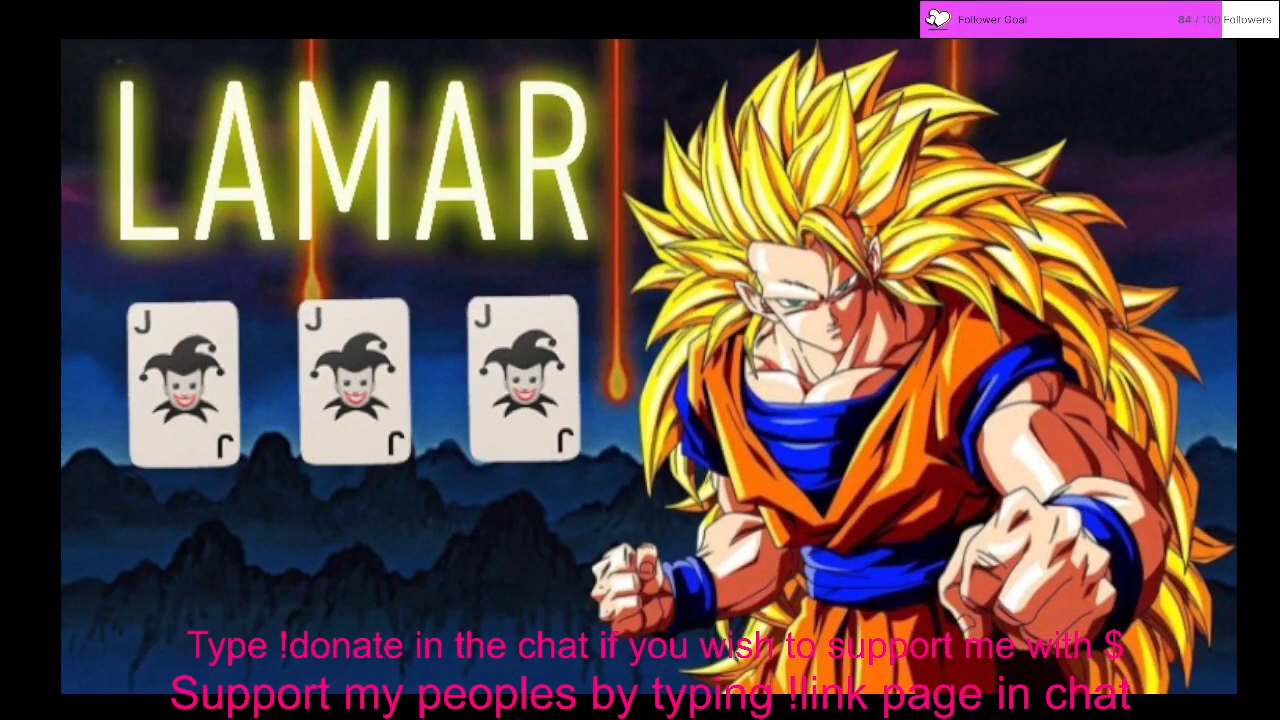 Follower Goal 84 / 100 Followers
LAMAR
J J J
J J J
Type !donate in the chat if you wish to support me with $
Support my peoples by typing !link page in chat